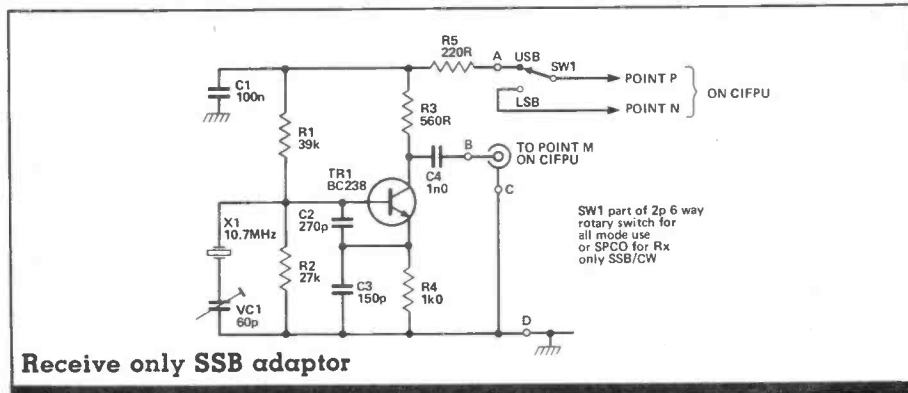 R5
220R
A
USB
SW1
POINT P
C1
100n
LSB
ON CIFPU
R3
560R
POINT N
R1
39k
B
TO POINT M
ON CIFPU
TR1
BC238
C4
1n0
C
X1
10.7MHz
C2
270p
SW1 part of 2p 6 way
rotary switch for
all mode use
or SPCO for Rx
only SSB/CW
R2
27k
C3
150p
R4
1k0
VC1
60p
D
Receive only SSB adaptor